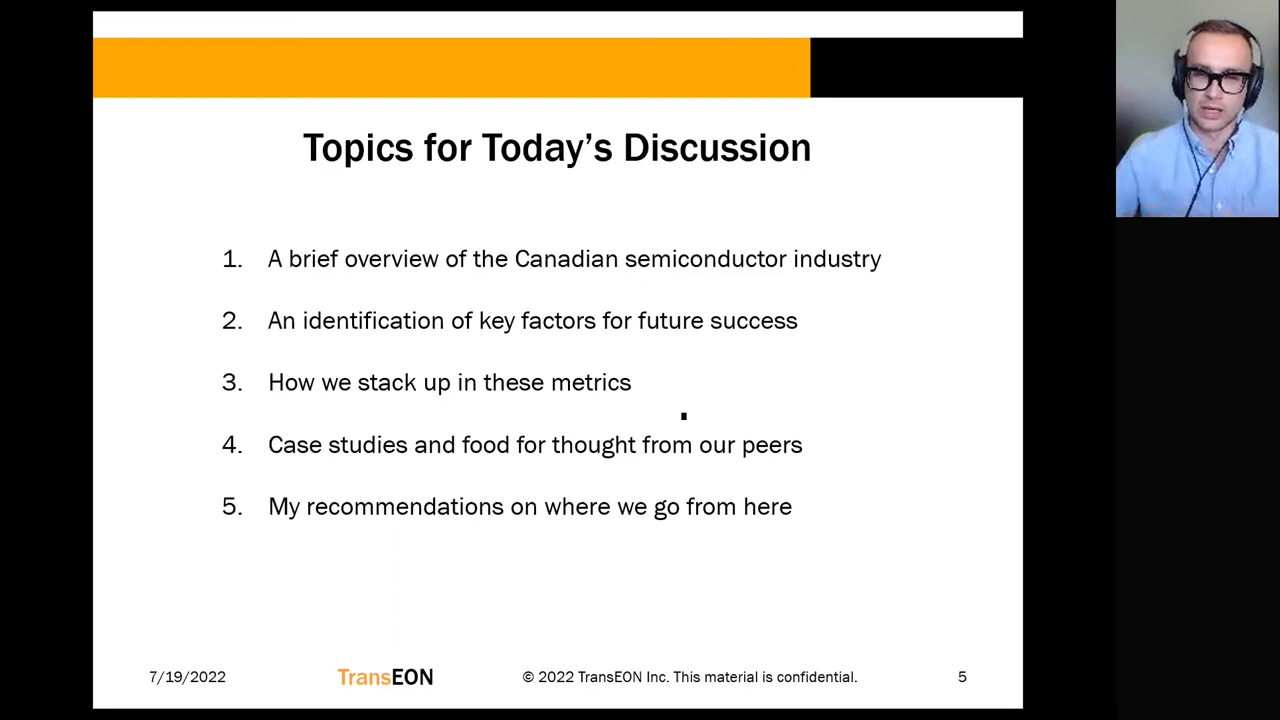 Topics for Today’s Discussion
1. A brief overview of the Canadian semiconductor industry
2. An identification of key factors for future success
3. How we stack up in these metrics
4. Case studies and food for thought from our peers
5. My recommendations on where we go from here
7/19/2022 TransEON © 2022 TransEON Inc. This material is confidential. 5